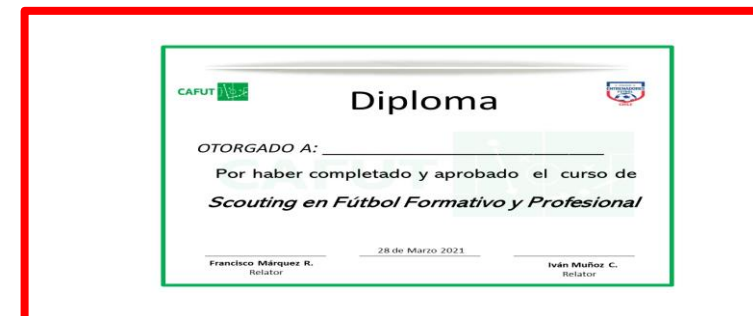 CAFUT
Diploma
OTORGADO A: ____________________
Por haber completado y aprobado el curso de
Scouting en Fútbol Formativo y Profesional
28 de Marzo 2021
Francisco Márquez R.
Relator
Iván Muñoz C.
Relator